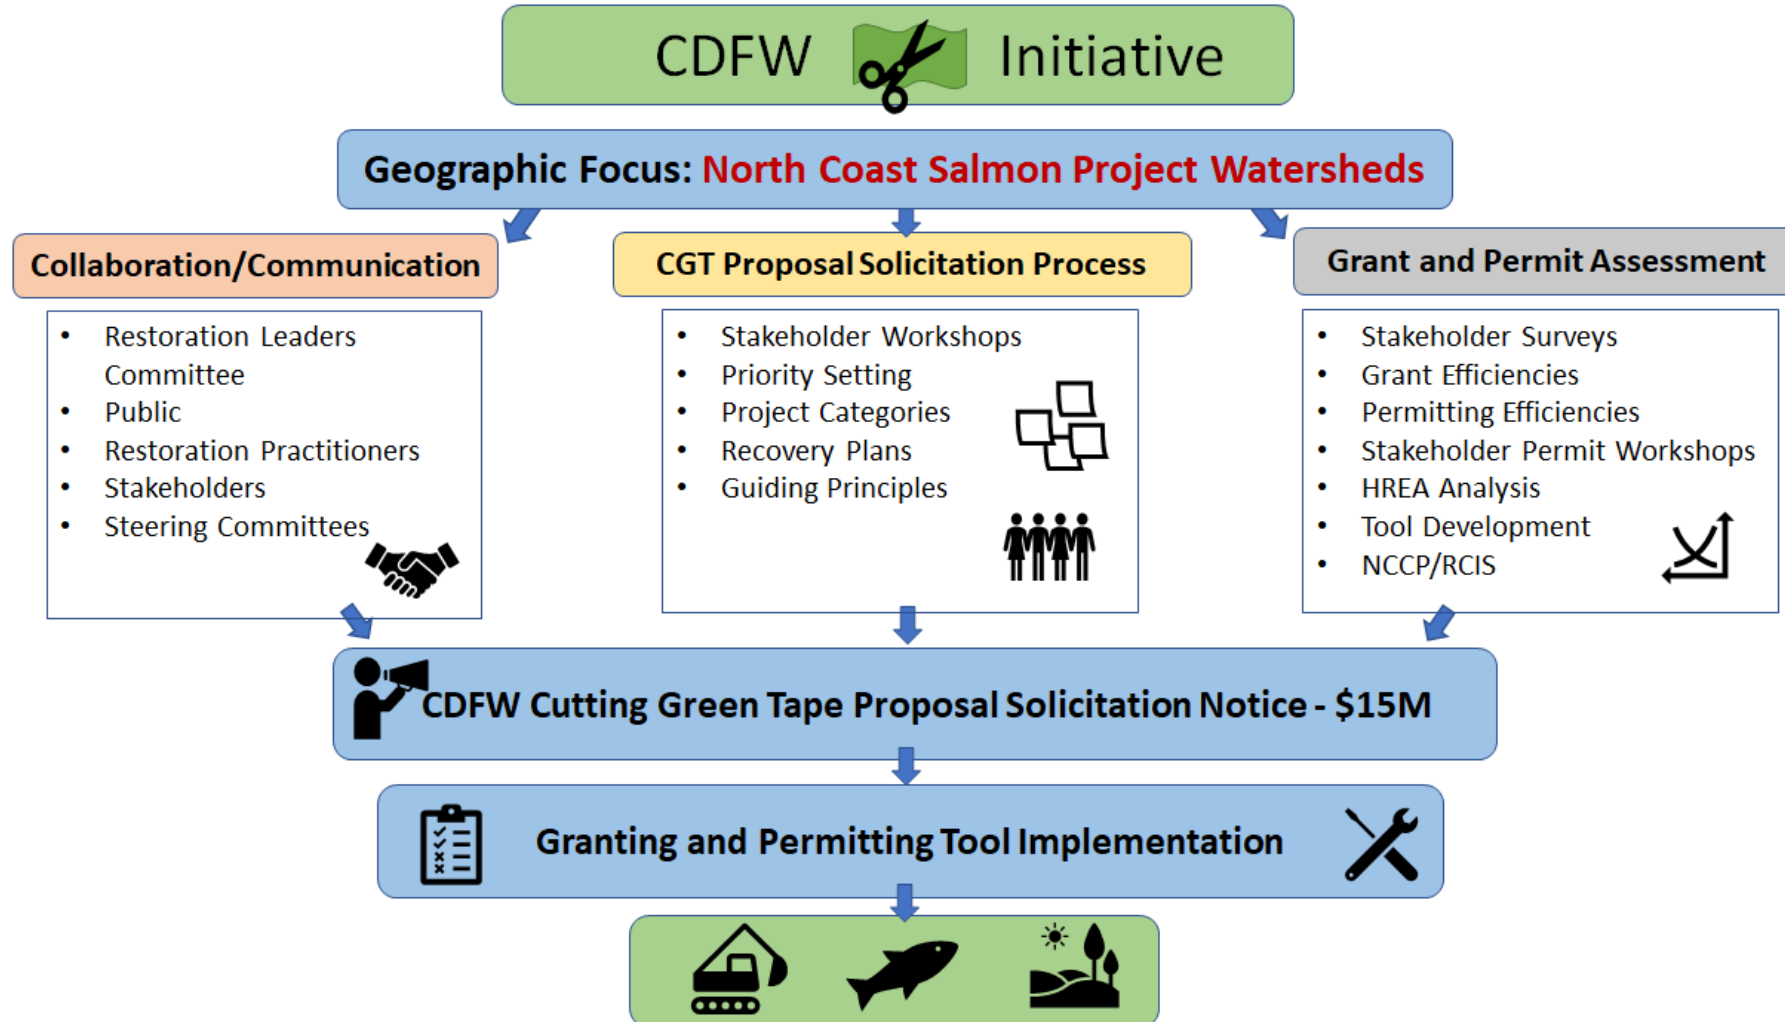 CDFW Initiative
Geographic Focus: North Coast Salmon Project Watersheds
Collaboration/Communication
• Restoration Leaders
Committee
• Public
• Restoration Practitioners
• Stakeholders
• Steering Committees
CGT Proposal Solicitation Process
• Stakeholder Workshops
• Priority Setting
• Project Categories
• Recovery Plans
• Guiding Principles
Grant and Permit Assessment
• Stakeholder Surveys
• Grant Efficiencies
• Permitting Efficiencies
• Stakeholder Permit Workshops
• HREA Analysis
• Tool Development
• NCCP/RCIS
CDFW Cutting Green Tape Proposal Solicitation Notice - $15M
Granting and Permitting Tool Implementation